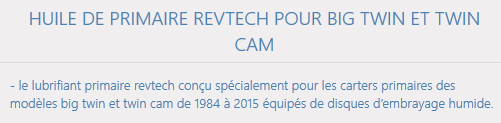 HUILE DE PRIMAIRE REVTECH POUR BIG TWIN ET TWIN
CAM
- le lubrifiant primaire revtech conçu spécialement pour les carters primaires des
modèles big twin et twin cam de 1984 à 2015 équipés de disques d’embrayage humide.